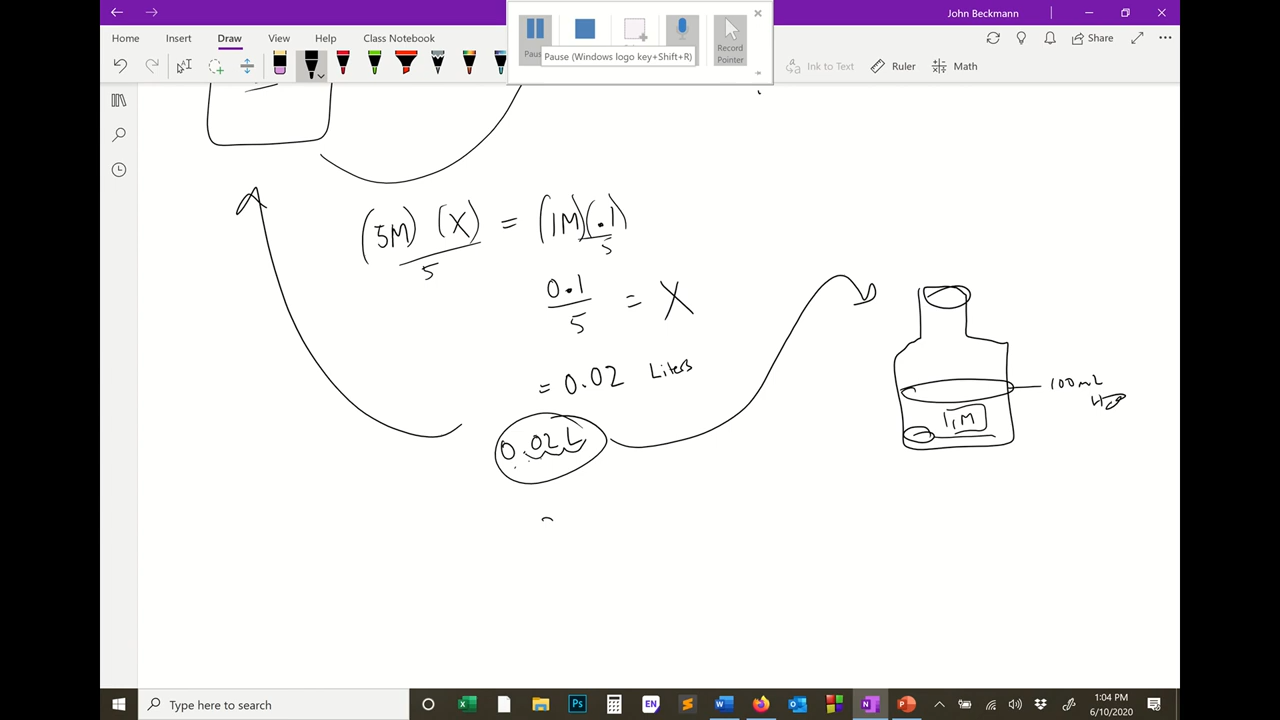 John Beckmann
Home Insert Draw View Help Class Notebook
Share
Paus
Record Pointer
Pause (Windows logo key+Shift+R)
Ink to Text Ruler Math
(5M) (X) = (1M)(.1)
5 5
0.1 = X
5
= 0.02 Liters
100mL
1M
0.02L
Type here to search
EN
1:04 PM
6/10/2020